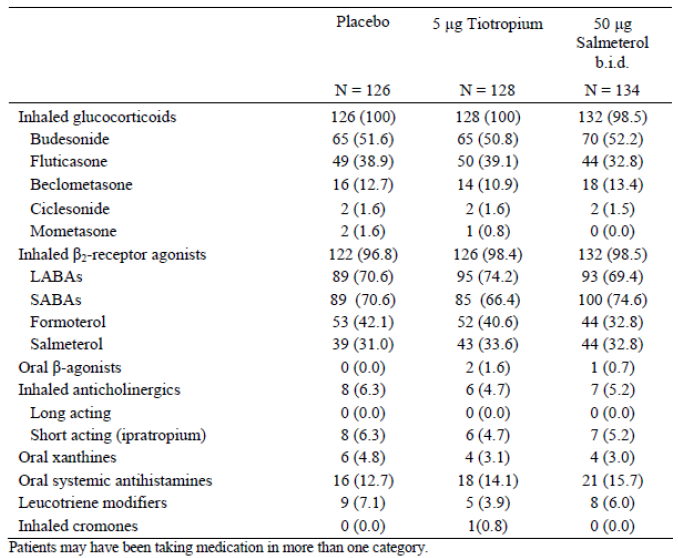 Placebo 5 µg Tiotropium 50 µg
Salmeterol
b.i.d.
N = 126 N = 128 N = 134
Inhaled glucocorticoids 126 (100) 128 (100) 132 (98.5)
Budesonide 65 (51.6) 65 (50.8) 70 (52.2)
Fluticasone 49 (38.9) 50 (39.1) 44 (32.8)
Beclometasone 16 (12.7) 14 (10.9) 18 (13.4)
Ciclesonide 2 (1.6) 2 (1.6) 2 (1.5)
Mometasone 2 (1.6) 1 (0.8) 0 (0.0)
Inhaled β₂-receptor agonists 122 (96.8) 126 (98.4) 132 (98.5)
LABAs 89 (70.6) 95 (74.2) 93 (69.4)
SABAs 89 (70.6) 85 (66.4) 100 (74.6)
Formoterol 53 (42.1) 52 (40.6) 44 (32.8)
Salmeterol 39 (31.0) 43 (33.6) 44 (32.8)
Oral β-agonists 0 (0.0) 2 (1.6) 1 (0.7)
Inhaled anticholinergics 8 (6.3) 6 (4.7) 7 (5.2)
Long acting 0 (0.0) 0 (0.0) 0 (0.0)
Short acting (ipratropium) 8 (6.3) 6 (4.7) 7 (5.2)
Oral xanthines 6 (4.8) 4 (3.1) 4 (3.0)
Oral systemic antihistamines 16 (12.7) 18 (14.1) 21 (15.7)
Leucotriene modifiers 9 (7.1) 5 (3.9) 8 (6.0)
Inhaled cromones 0 (0.0) 1(0.8) 0 (0.0)
Patients may have been taking medication in more than one category.